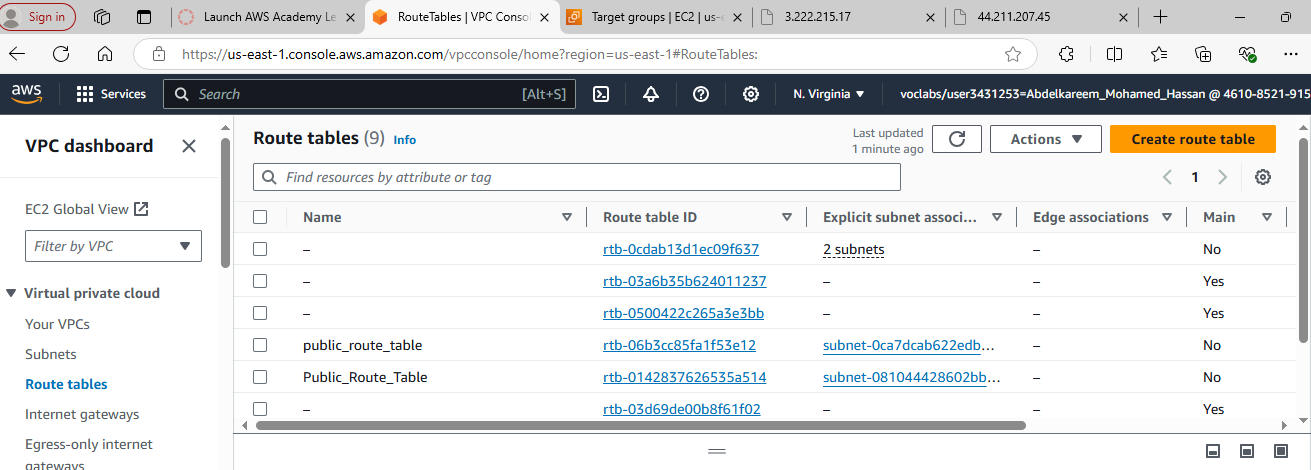 Sign in
Launch AWS Academy Le
RouteTables | VPC Conso
Target groups | EC2 | us-e
3.222.215.17
44.211.207.45
https://us-east-1.console.aws.amazon.com/vpcconsole/home?region=us-east-1#RouteTables:
aws
Services
Search
[Alt+S]
N. Virginia
voclabs/user3431253=Abdelkareem_Mohamed_Hassan @ 4610-8521-915
VPC dashboard
EC2 Global View
Filter by VPC
Virtual private cloud
Your VPCs
Subnets
Route tables
Internet gateways
Egress-only internet
gateways
Route tables (9) Info
Last updated
1 minute ago
Actions
Create route table
Find resources by attribute or tag
1
Name Route table ID Explicit subnet associ... Edge associations Main
– rtb-0cdab13d1ec09f637 2 subnets – No
– rtb-03a6b35b624011237 – – Yes
– rtb-0500422c265a3e3bb – – Yes
public_route_table rtb-06b3cc85fa1f53e12 subnet-0ca7dcab622edb... – No
Public_Route_Table rtb-0142837626535a514 subnet-081044428602bb... – No
– rtb-03d69de00b8f61f02 – – Yes